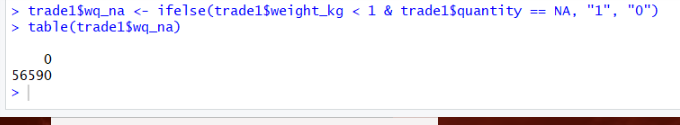 > trade1$wq_na <- ifelse(trade1$weight_kg < 1 & trade1$quantity == NA, "1", "0")
> table(trade1$wq_na)
0
56590
>